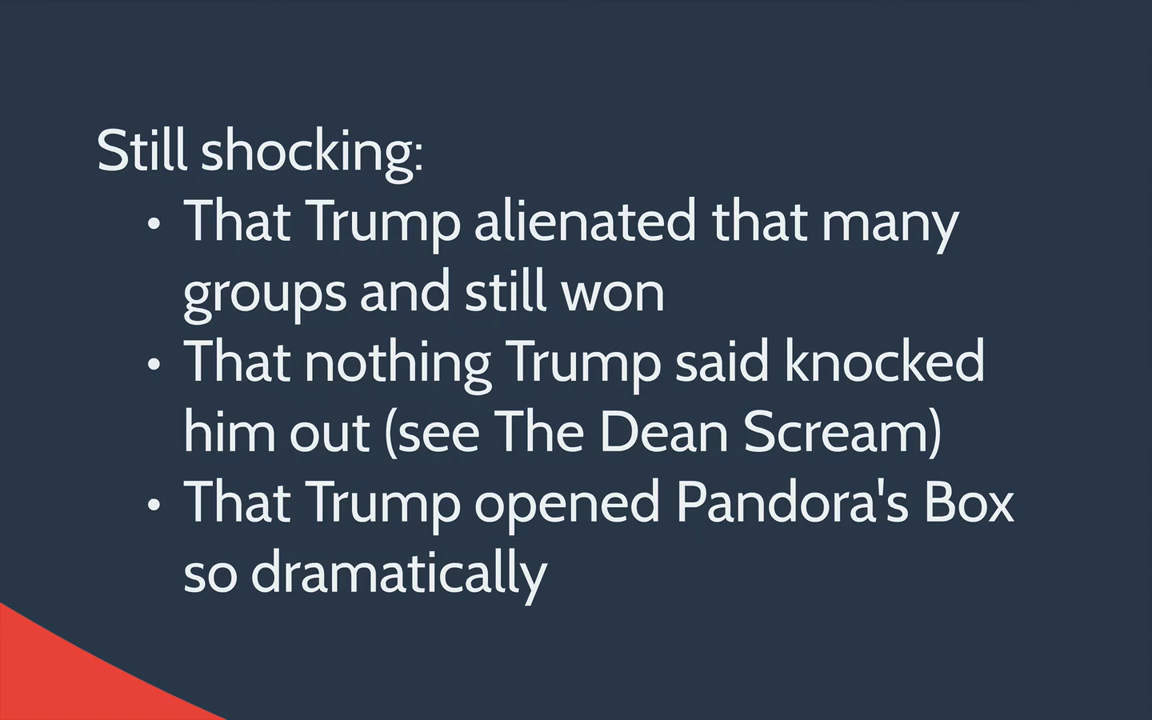 Still shocking:
• That Trump alienated that many
groups and still won
• That nothing Trump said knocked
him out (see The Dean Scream)
• That Trump opened Pandora's Box
so dramatically